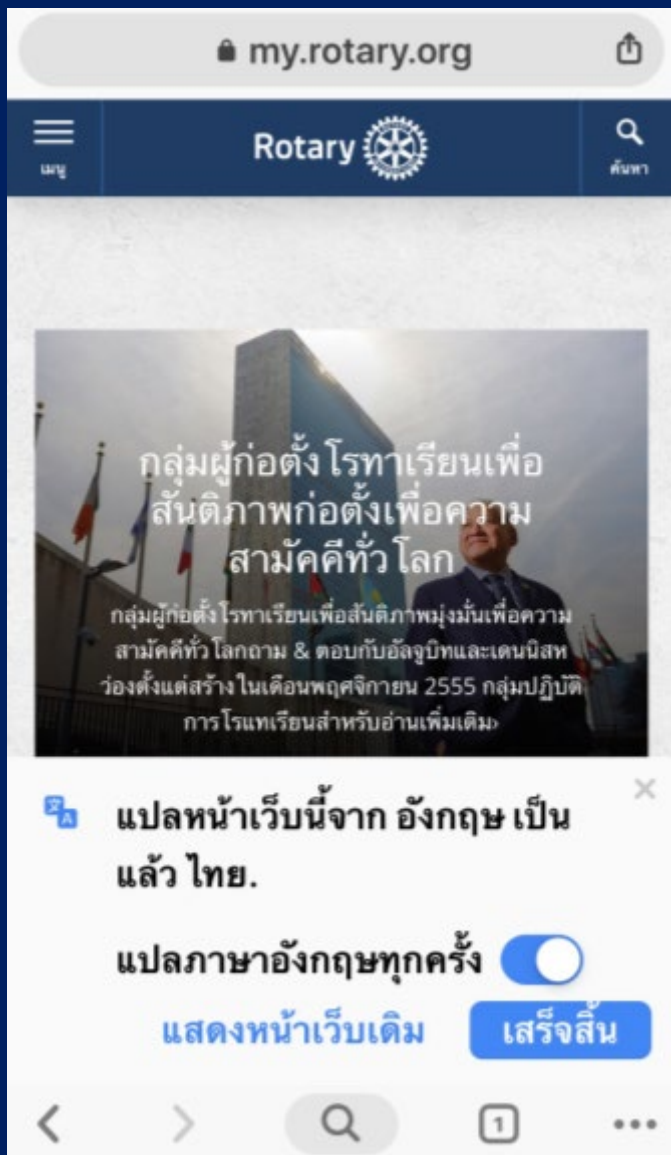 my.rotary.org
เมนู
Rotary
ค้นหา
กลุ่มผู้ก่อตั้งโรทาเรียนเพื่อ
สันติภาพก่อตั้งเพื่อความ
สามัคคีทั่วโลก
กลุ่มผู้ก่อตั้งโรทาเรียนเพื่อสันติภาพมุ่งมั่นเพื่อความ
สามัคคีทั่วโลกถาม & ตอบกับอัลจูบิทและเดนนิสห
ว่องตั้งแต่สร้างในเดือนพฤศจิกายน 2555 กลุ่มปฏิบัติ
การโรแทเรียนสำหรับอ่านเพิ่มเติม›
แปลหน้าเว็บนี้จาก อังกฤษ เป็น
แล้ว ไทย.
แปลภาษาอังกฤษทุกครั้ง
แสดงหน้าเว็บเดิม
เสร็จสิ้น
1